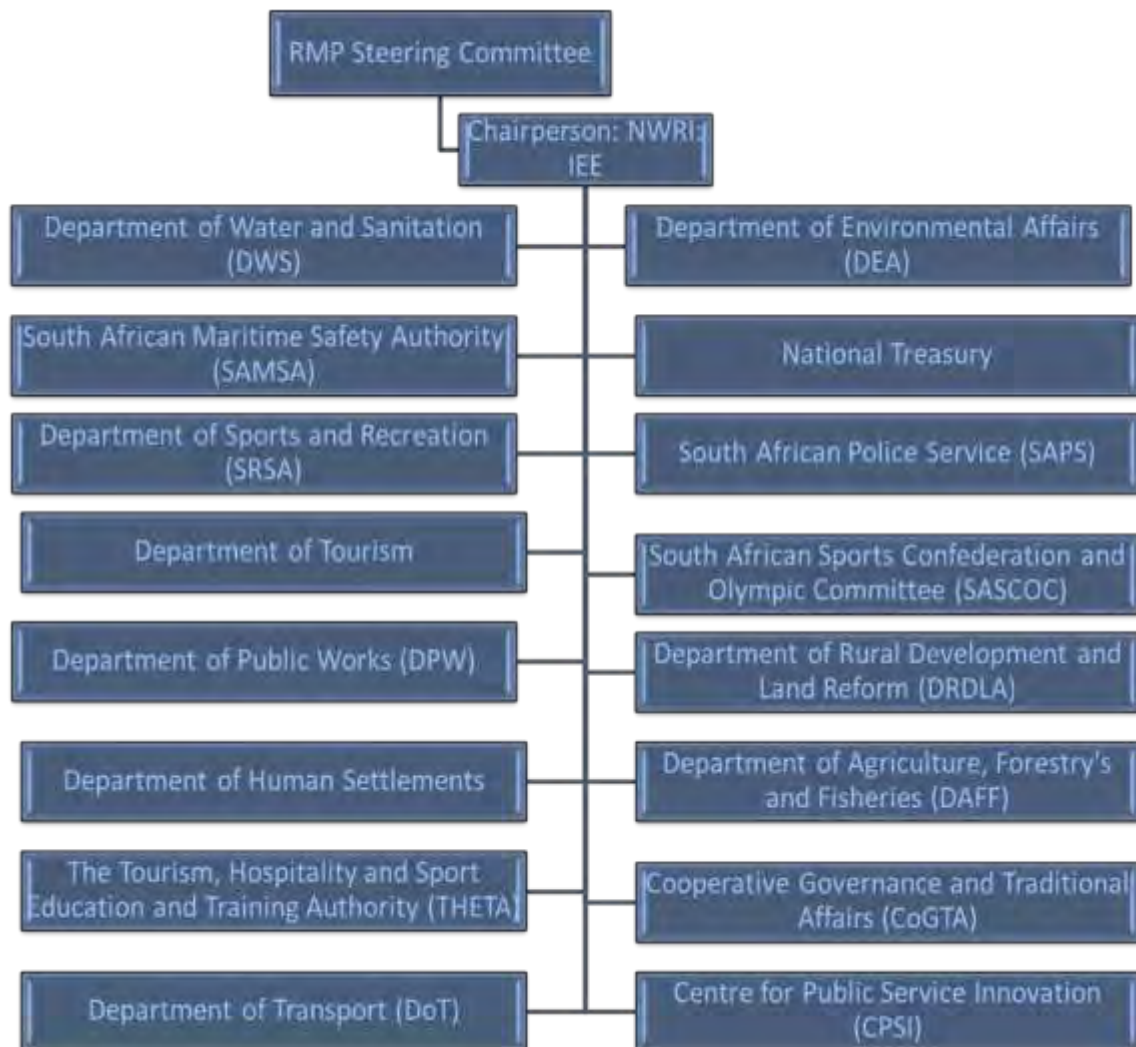 RMP Steering Committee
Chairperson: NWRI:
IEE
Department of Water and Sanitation
(DWS)
Department of Environmental Affairs
(DEA)
South African Maritime Safety Authority
(SAMSA)
National Treasury
Department of Sports and Recreation
(SRSA)
South African Police Service (SAPS)
Department of Tourism
South African Sports Confederation and
Olympic Committee (SASCOC)
Department of Public Works (DPW)
Department of Rural Development and
Land Reform (DRDLA)
Department of Human Settlements
Department of Agriculture, Forestry's
and Fisheries (DAFF)
The Tourism, Hospitality and Sport
Education and Training Authority (THETA)
Cooperative Governance and Traditional
Affairs (CoGTA)
Department of Transport (DoT)
Centre for Public Service Innovation
(CPSI)